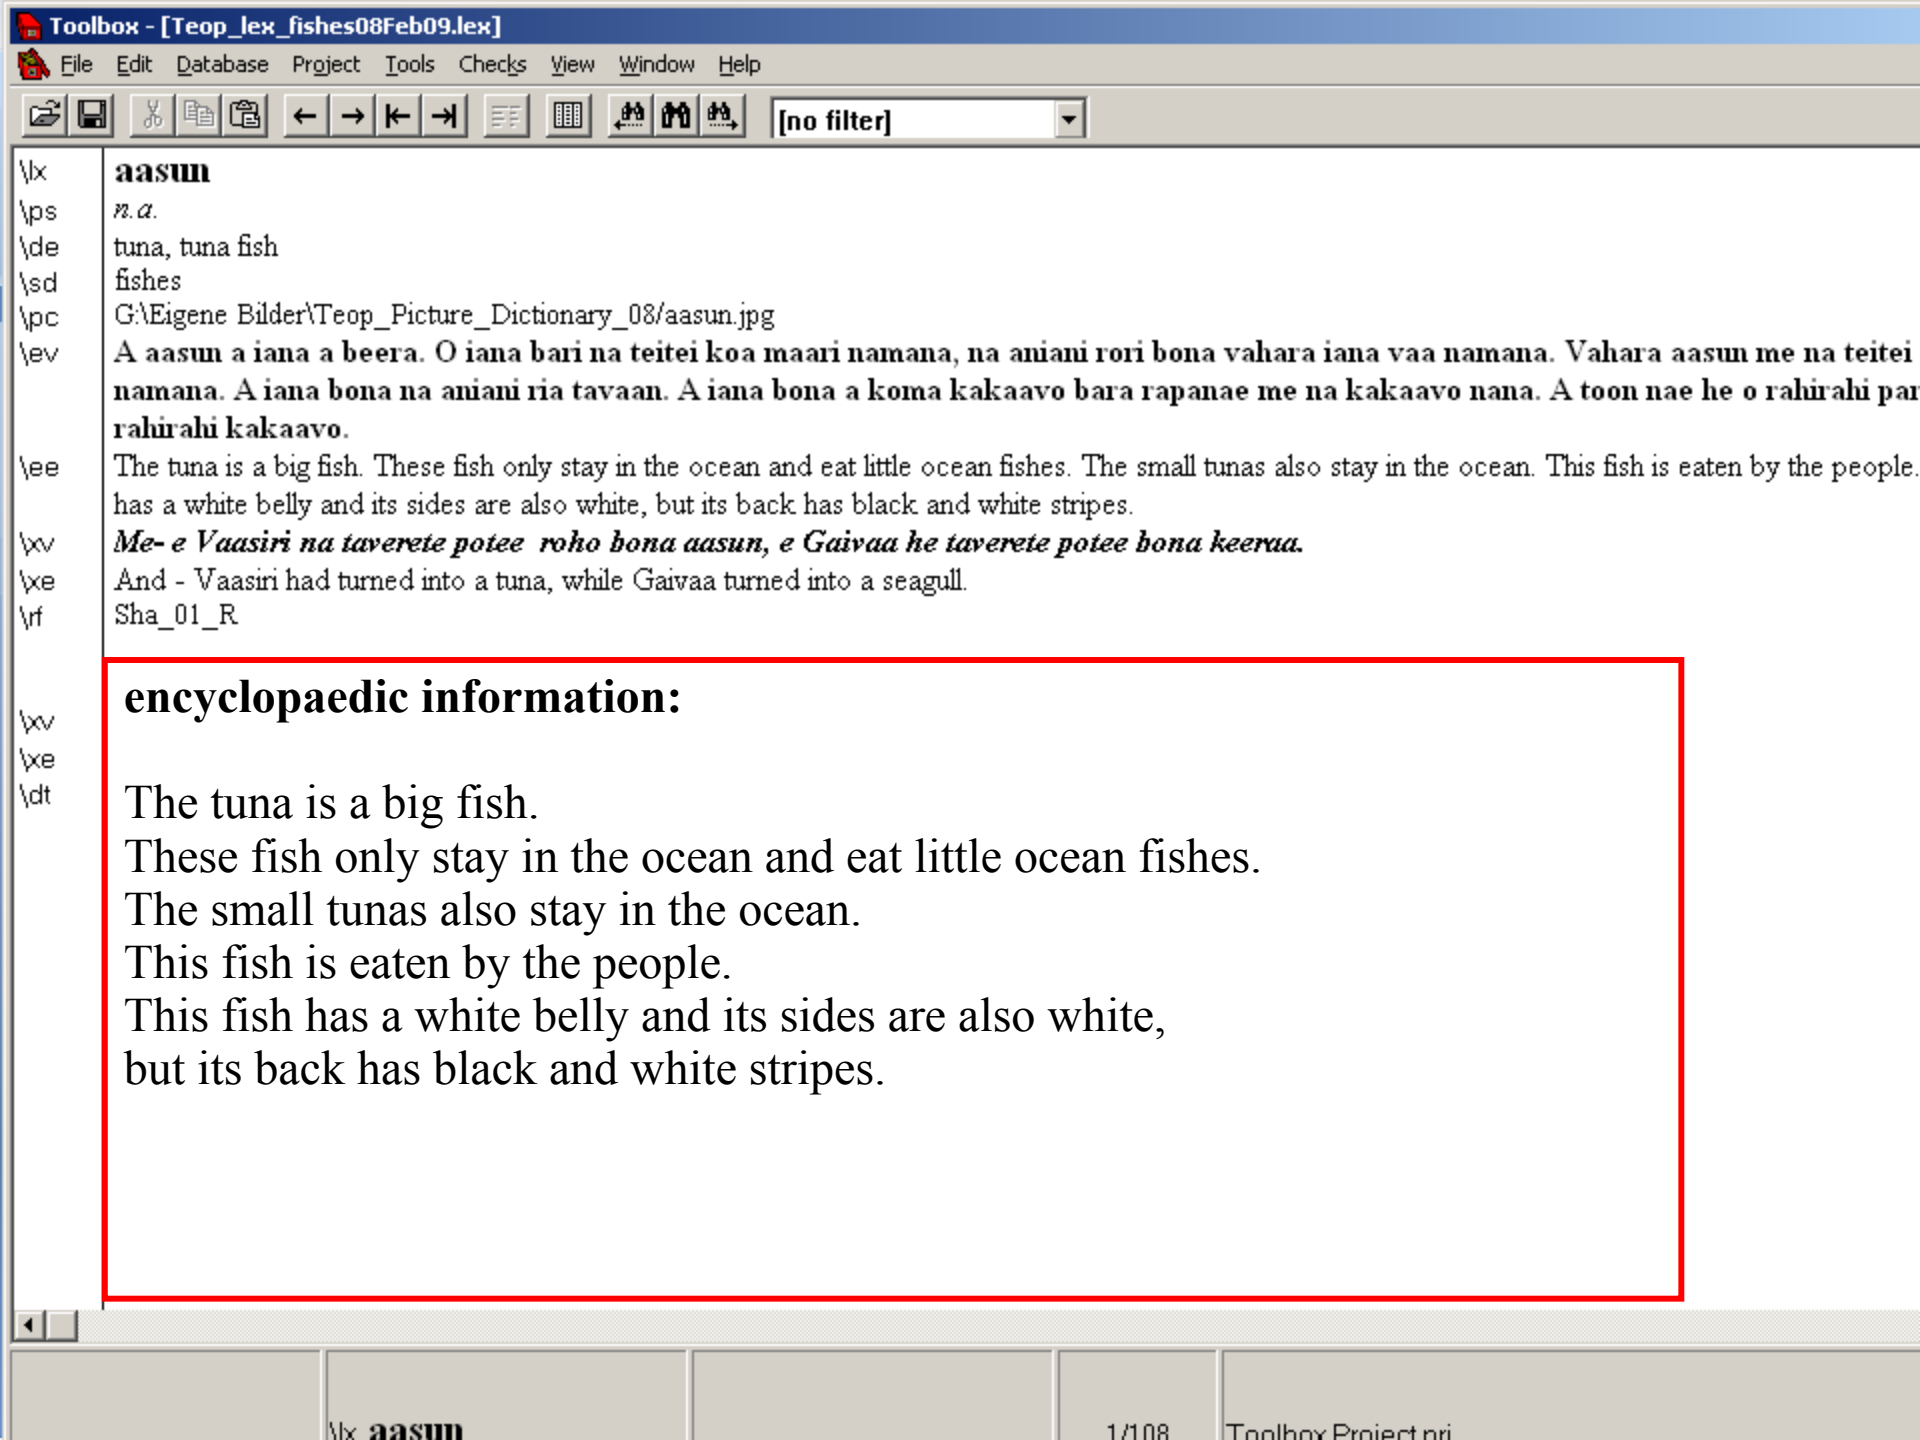 Toolbox - [Teop_lex_fishes08Feb09.lex]
File Edit Database Project Tools Checks View Window Help
[no filter]
\lx aasun
\ps n.a.
\de tuna, tuna fish
\sd fishes
\pc G:\Eigene Bilder\Teop_Picture_Dictionary_08/aasun.jpg
\ev A aasun a iana a beera. O iana bari na teitei koa maari namana, na aniani rori bona vahara iana vaa namana. Vahara aasun me na teitei
namana. A iana bona na aniani ria tavaan. A iana bona a koma kakaavo bara rapanae me na kakaavo nana. A toon nae he o rahirahi par
rahirahi kakaavo.
\ee The tuna is a big fish. These fish only stay in the ocean and eat little ocean fishes. The small tunas also stay in the ocean. This fish is eaten by the people.
has a white belly and its sides are also white, but its back has black and white stripes.
\xv Me- e Vaasiri na taverete potee roho bona aasun, e Gaivaa he taverete potee bona keeraa.
\xe And - Vaasiri had turned into a tuna, while Gaivaa turned into a seagull.
\rf Sha_01_R
\xv
\xe
\dt
encyclopaedic information:
The tuna is a big fish.
These fish only stay in the ocean and eat little ocean fishes.
The small tunas also stay in the ocean.
This fish is eaten by the people.
This fish has a white belly and its sides are also white,
but its back has black and white stripes.
\lx aasun 1/108 Toolbox Project.prj